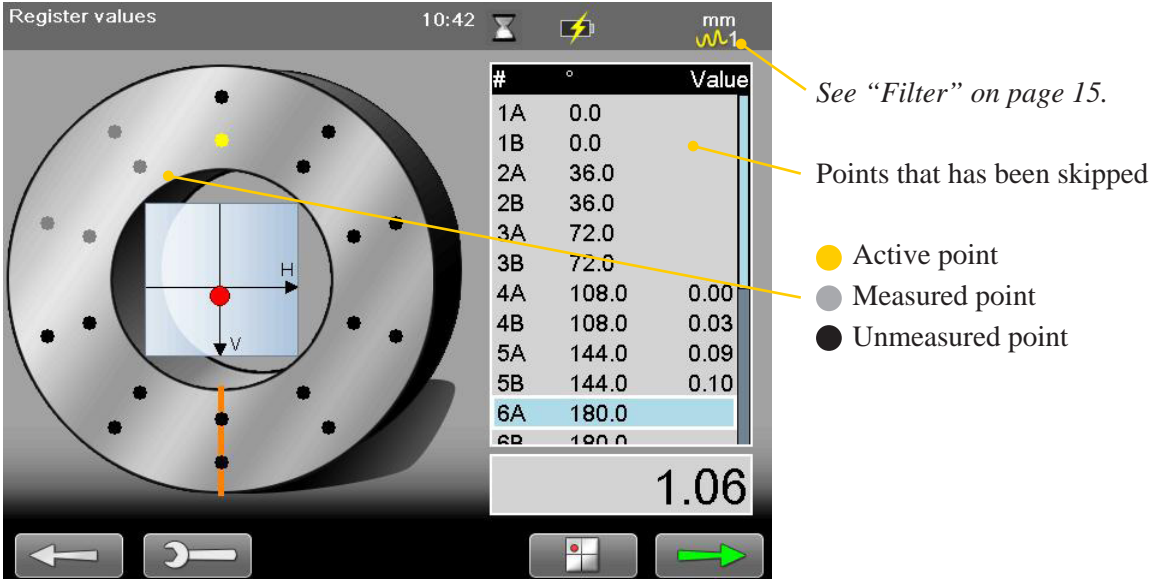 Register values 10:42 mm
1
# ° Value
1A 0.0
1B 0.0
2A 36.0
2B 36.0
3A 72.0
3B 72.0
4A 108.0 0.00
4B 108.0 0.03
5A 144.0 0.09
5B 144.0 0.10
6A 180.0
6B 180.0
1.06
H
V
See “Filter” on page 15.
Points that has been skipped
Active point
Measured point
Unmeasured point